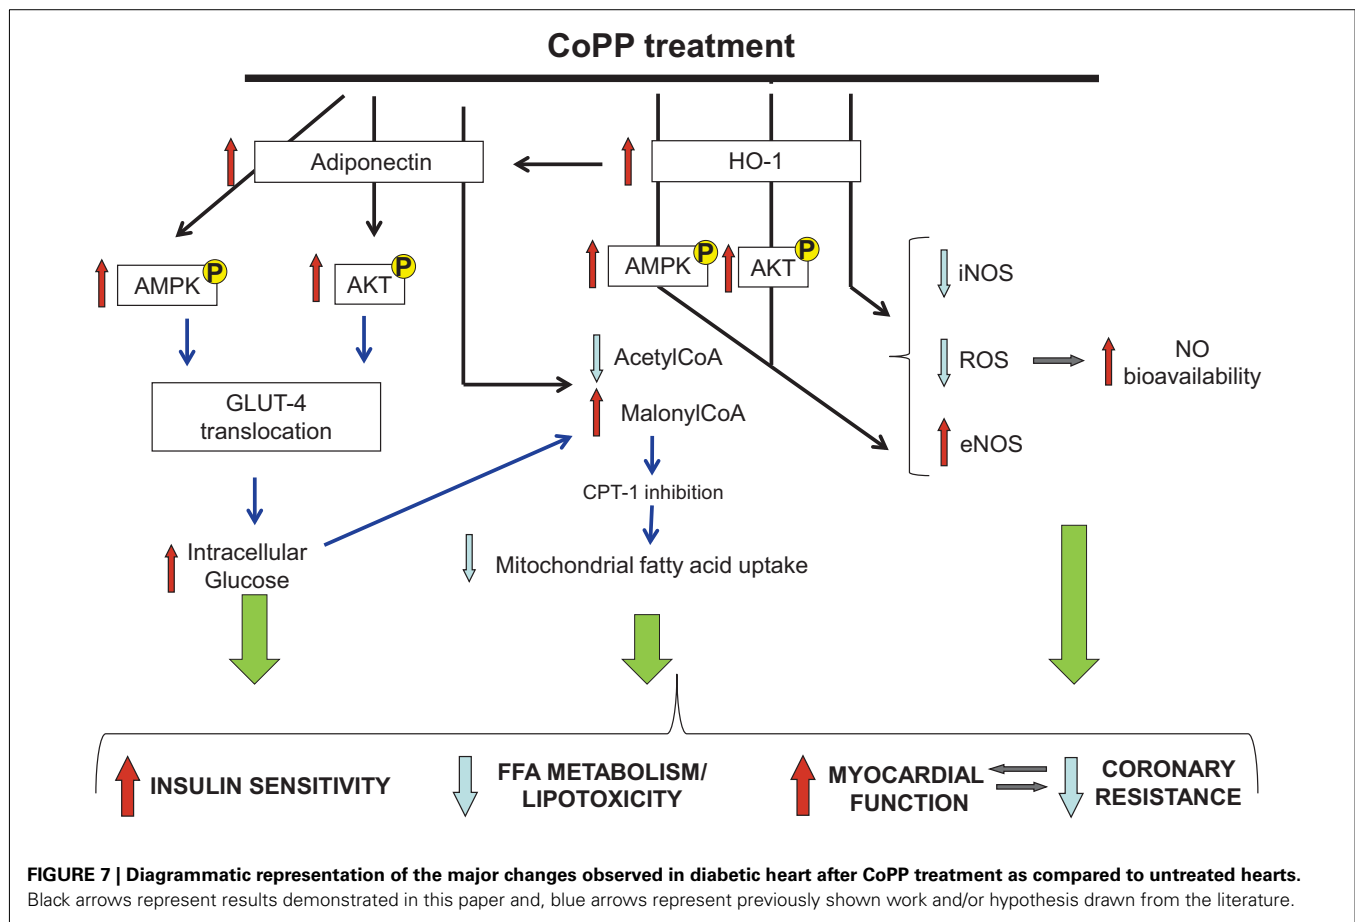 CoPP treatment
Adiponectin
HO-1
AMPK
P
AKT
P
AMPK
P
AKT
P
iNOS
ROS
NO
bioavailability
eNOS
AcetylCoA
MalonylCoA
GLUT-4
translocation
CPT-1 inhibition
Intracellular
Glucose
Mitochondrial fatty acid uptake
INSULIN SENSITIVITY
FFA METABOLISM/
LIPOTOXICITY
MYOCARDIAL
FUNCTION
CORONARY
RESISTANCE
FIGURE 7 | Diagrammatic representation of the major changes observed in diabetic heart after CoPP treatment as compared to untreated hearts.
Black arrows represent results demonstrated in this paper and, blue arrows represent previously shown work and/or hypothesis drawn from the literature.